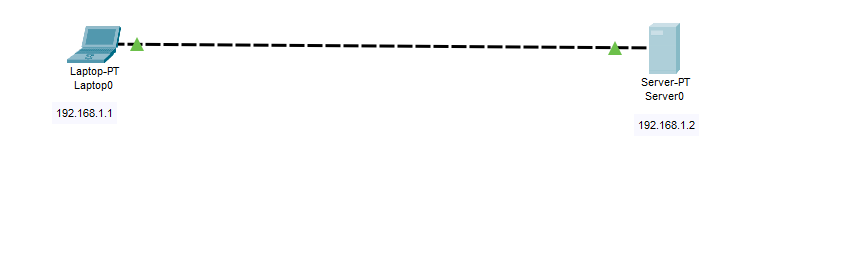 Laptop-PT
Laptop0
192.168.1.1
Server-PT
Server0
192.168.1.2